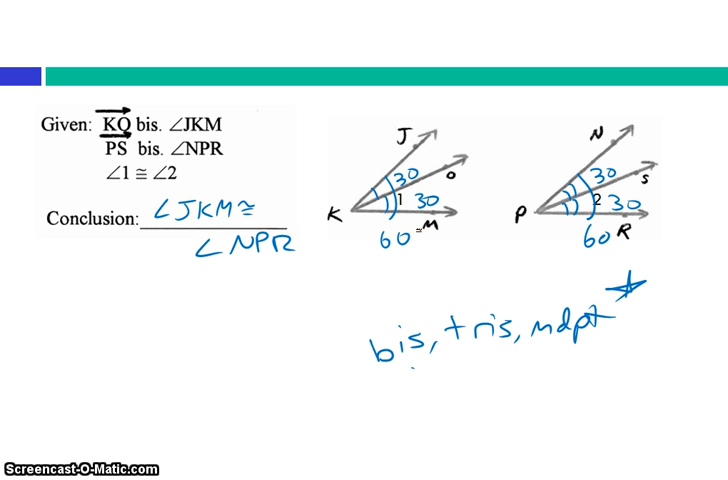 Given: KO bis. ∠JKM
PS bis. ∠NPR
∠1 ≅ ∠2
Conclusion: ∠JKM ≅
∠NPR
J
30
O
1 30
K
M
60
N
30
S
2 30
P
R
60
bis, tris, mdpt
Screencast-O-Matic.com